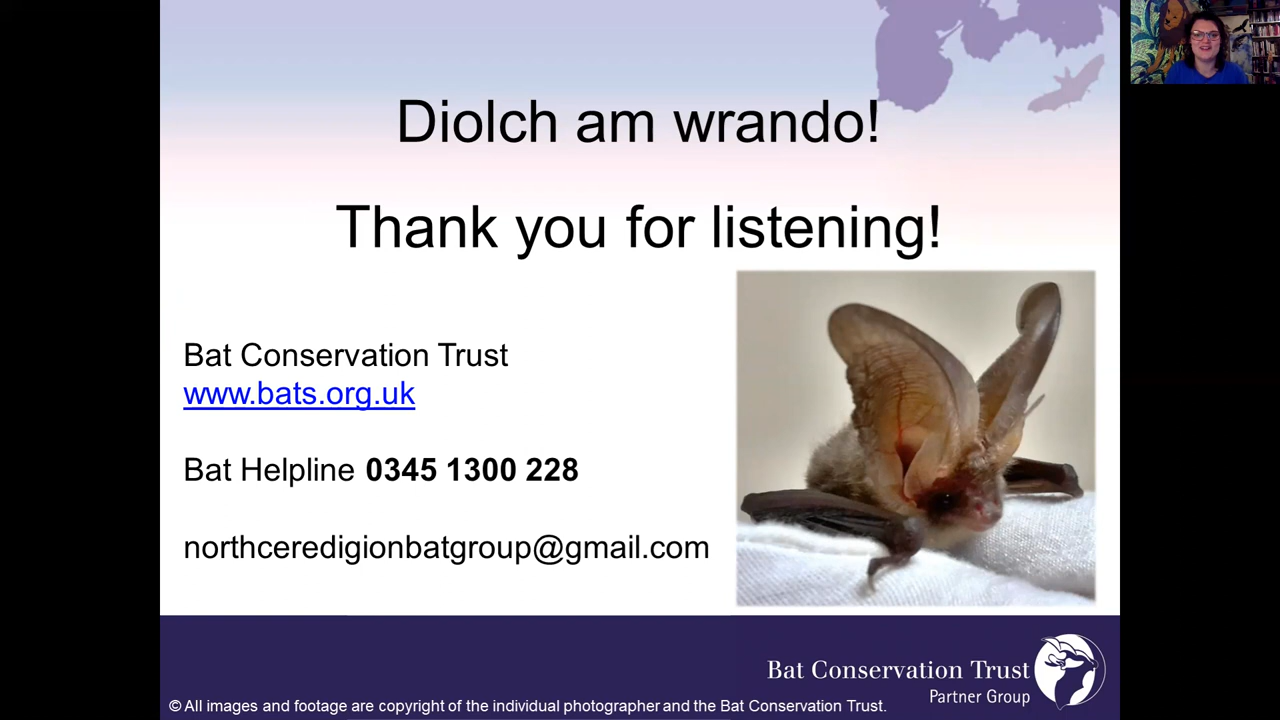 Diolch am wrando!
Thank you for listening!
Bat Conservation Trust
www.bats.org.uk
Bat Helpline 0345 1300 228
northceredigionbatgroup@gmail.com
Bat Conservation Trust
Partner Group
© All images and footage are copyright of the individual photographer and the Bat Conservation Trust.